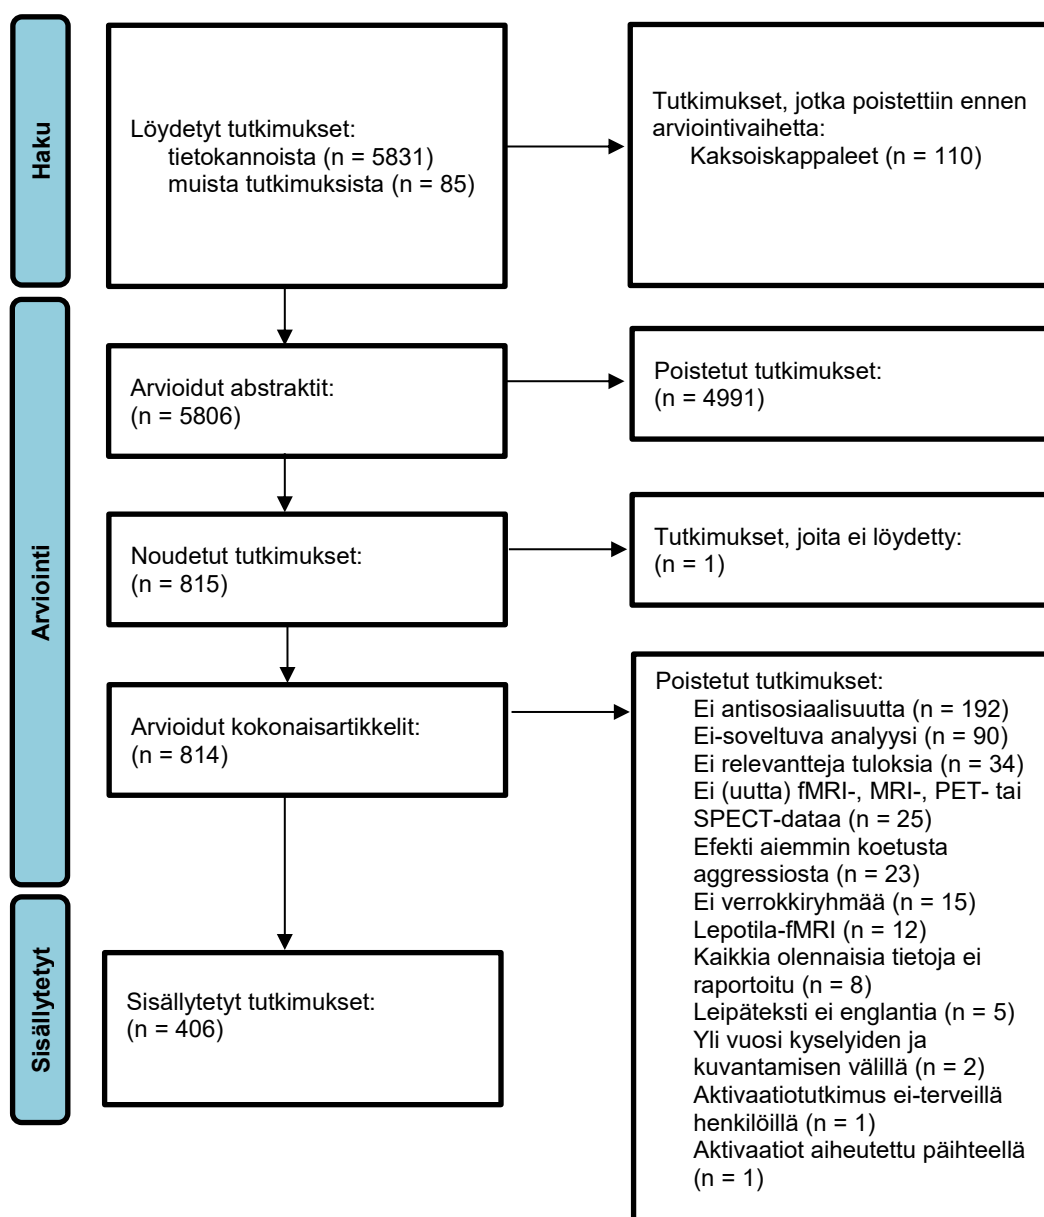 Haku
Löydetyt tutkimukset:
tietokannoista (n = 5831)
muista tutkimuksista (n = 85)
Tutkimukset, jotka poistettiin ennen
arviointivaihetta:
Kaksoiskappaleet (n = 110)
Arviointi
Arvioidut abstraktit:
(n = 5806)
Poistetut tutkimukset:
(n = 4991)
Noudetut tutkimukset:
(n = 815)
Tutkimukset, joita ei löydetty:
(n = 1)
Arvioidut kokonaisartikkelit:
(n = 814)
Poistetut tutkimukset:
Ei antisosiaalisuutta (n = 192)
Ei-soveltuva analyysi (n = 90)
Ei relevantteja tuloksia (n = 34)
Ei (uutta) fMRI-, MRI-, PET- tai
SPECT-dataa (n = 25)
Efekti aiemmin koetusta
aggressiosta (n = 23)
Ei verrokkiryhmää (n = 15)
Lepotila-fMRI (n = 12)
Kaikkia olennaisia tietoja ei
raportoitu (n = 8)
Leipäteksti ei englantia (n = 5)
Yli vuosi kyselyiden ja
kuvantamisen välillä (n = 2)
Aktivaatiotutkimus ei-terveillä
henkilöillä (n = 1)
Aktivaatiot aiheutettu päihteellä
(n = 1)
Sisällytetyt
Sisällytetyt tutkimukset:
(n = 406)